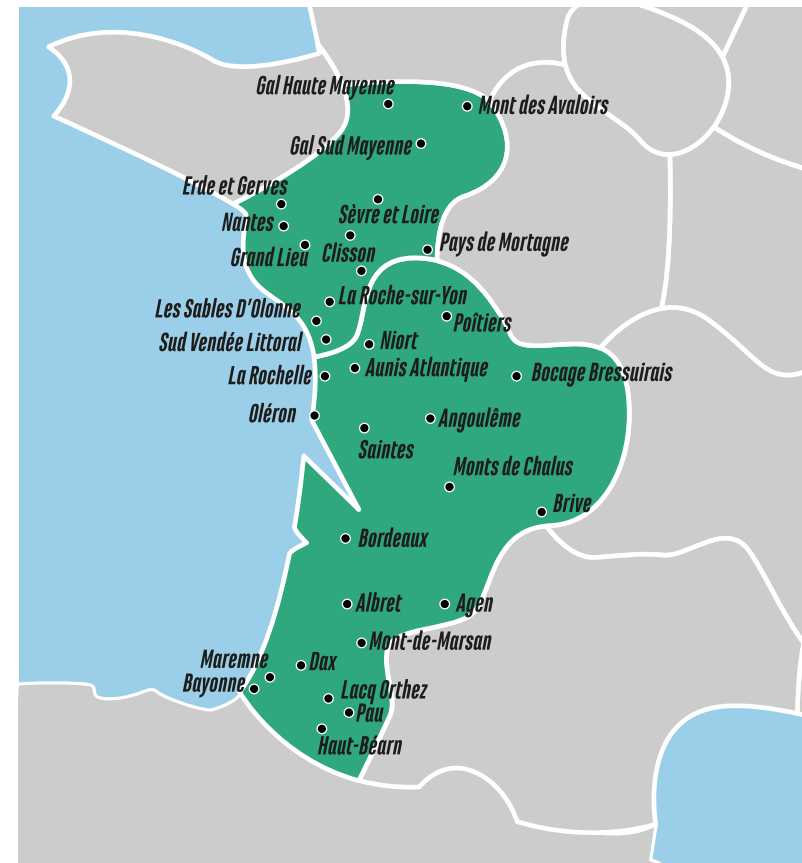 Gal Haute Mayenne
Mont des Avaloirs
Gal Sud Mayenne
Erde et Gerves
Sèvre et Loire
Nantes
Grand Lieu
Clisson
Pays de Mortagne
La Roche-sur-Yon
Les Sables D'Olonne
Poîtiers
Sud Vendée Littoral
Niort
Aunis Atlantique
La Rochelle
Bocage Bressuirais
Oléron
Angoulême
Saintes
Monts de Chalus
Brive
Bordeaux
Albret
Agen
Mont-de-Marsan
Maremne
Dax
Bayonne
Lacq Orthez
Pau
Haut-Béarn